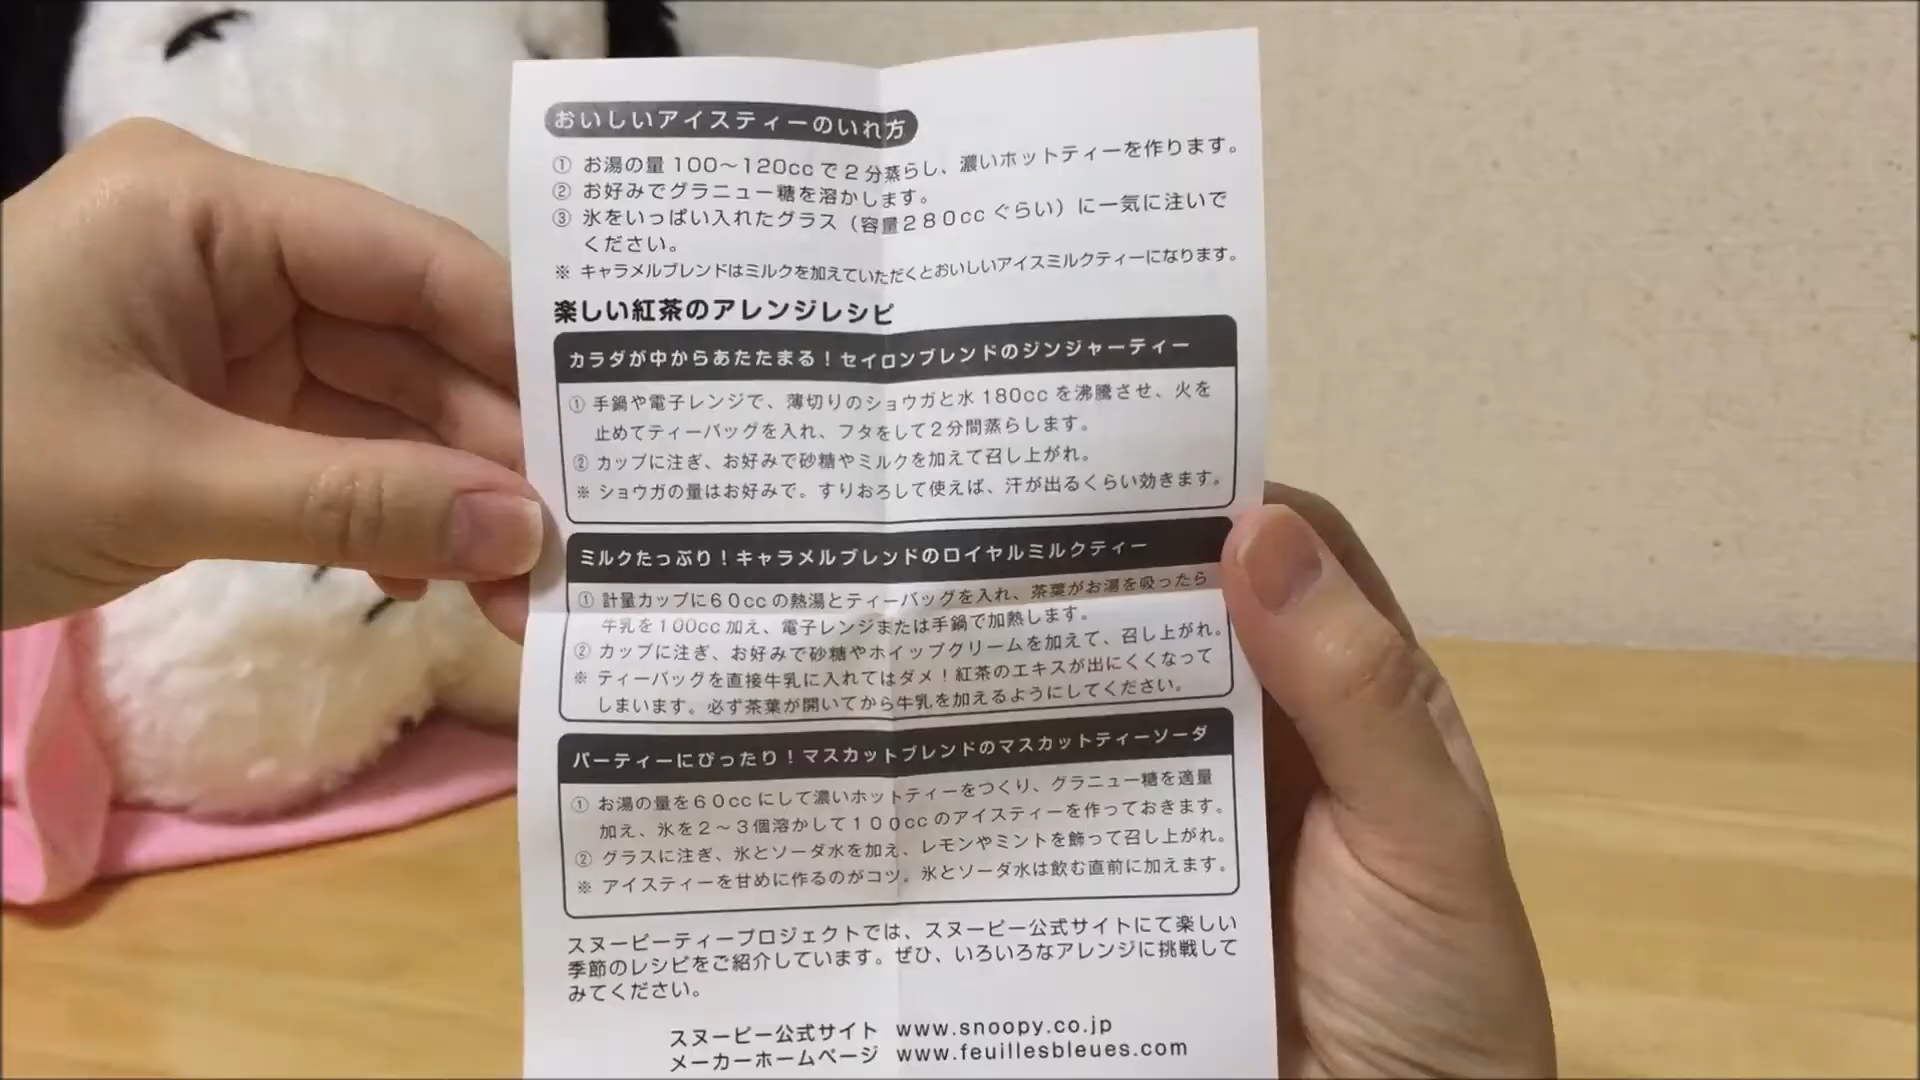 おいしいアイスティーのいれ方
① お湯の量100～120ccで2分蒸らし、濃いホットティーを作ります。
② お好みでグラニュー糖を溶かします。
③ 氷をいっぱい入れたグラス（容量280ccぐらい）に一気に注いで
ください。
※ キャラメルブレンドはミルクを加えていただくとおいしいアイスミルクティーになります。
楽しい紅茶のアレンジレシピ
カラダが中からあたたまる！セイロンブレンドのジンジャーティー
① 手鍋や電子レンジで、薄切りのショウガと水180ccを沸騰させ、火を
止めてティーバッグを入れ、フタをして2分間蒸らします。
② カップに注ぎ、お好みで砂糖やミルクを加えて召し上がれ。
※ ショウガの量はお好みで。すりおろして使えば、汗が出るくらい効きます。
ミルクたっぷり！キャラメルブレンドのロイヤルミルクティー
① 計量カップに60ccの熱湯とティーバッグを入れ、茶葉がお湯を吸ったら
牛乳を100cc加え、電子レンジまたは手鍋で加熱します。
② カップに注ぎ、お好みで砂糖やホイップクリームを加えて、召し上がれ。
※ ティーバッグを直接牛乳に入れてはダメ！紅茶のエキスが出にくくなって
しまいます。必ず茶葉が開いてから牛乳を加えるようにしてください。
パーティーにぴったり！マスカットブレンドのマスカットティーソーダ
① お湯の量を60ccにして濃いホットティーをつくり、グラニュー糖を適量
加え、氷を2～3個溶かして100ccのアイスティーを作っておきます。
② グラスに注ぎ、氷とソーダ水を加え、レモンやミントを飾って召し上がれ。
※ アイスティーを甘めに作るのがコツ。氷とソーダ水は飲む直前に加えます。
スヌーピーティープロジェクトでは、スヌーピー公式サイトにて楽しい
季節のレシピをご紹介しています。ぜひ、いろいろなアレンジに挑戦して
みてください。
スヌーピー公式サイト www.snoopy.co.jp
メーカーホームページ www.feuillesbleues.com